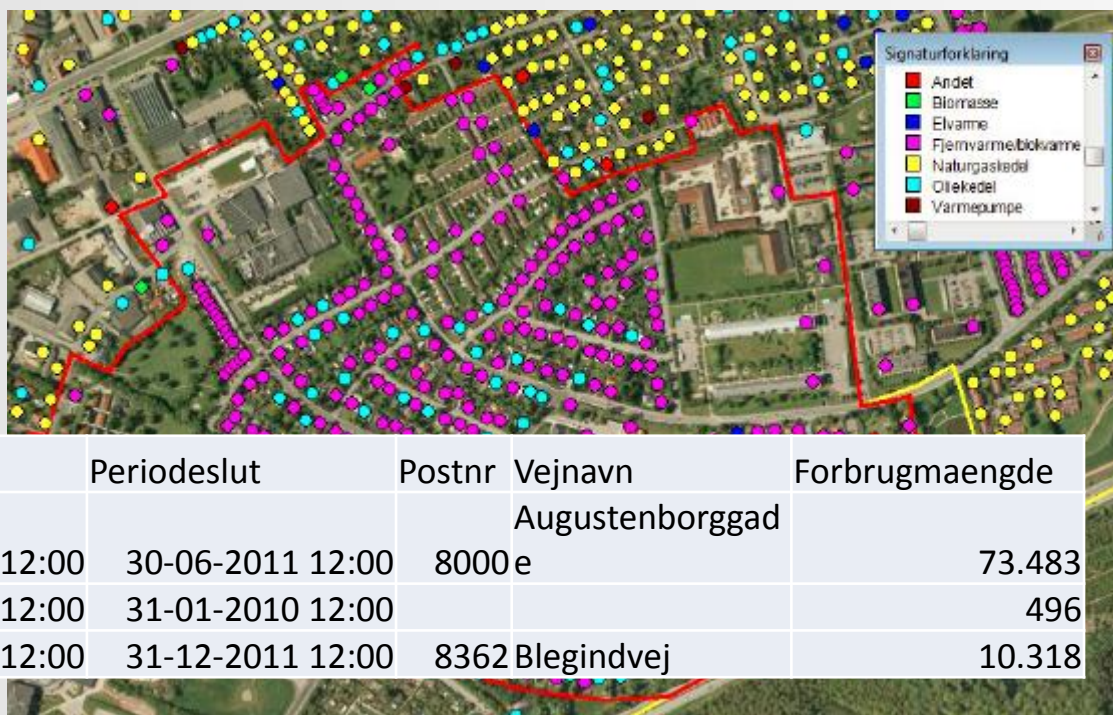 Signaturforklaring
Andet
Biomasse
Elvarme
Fjernvarme/blokvarme
Naturgaskedel
Oliekedel
Varmepumpe
Periodeslut Postnr Vejnavn Forbrugmaengde
Augustenborggad
12:00 30-06-2011 12:00 8000 e 73.483
12:00 31-01-2010 12:00 496
12:00 31-12-2011 12:00 8362 Blegindvej 10.318